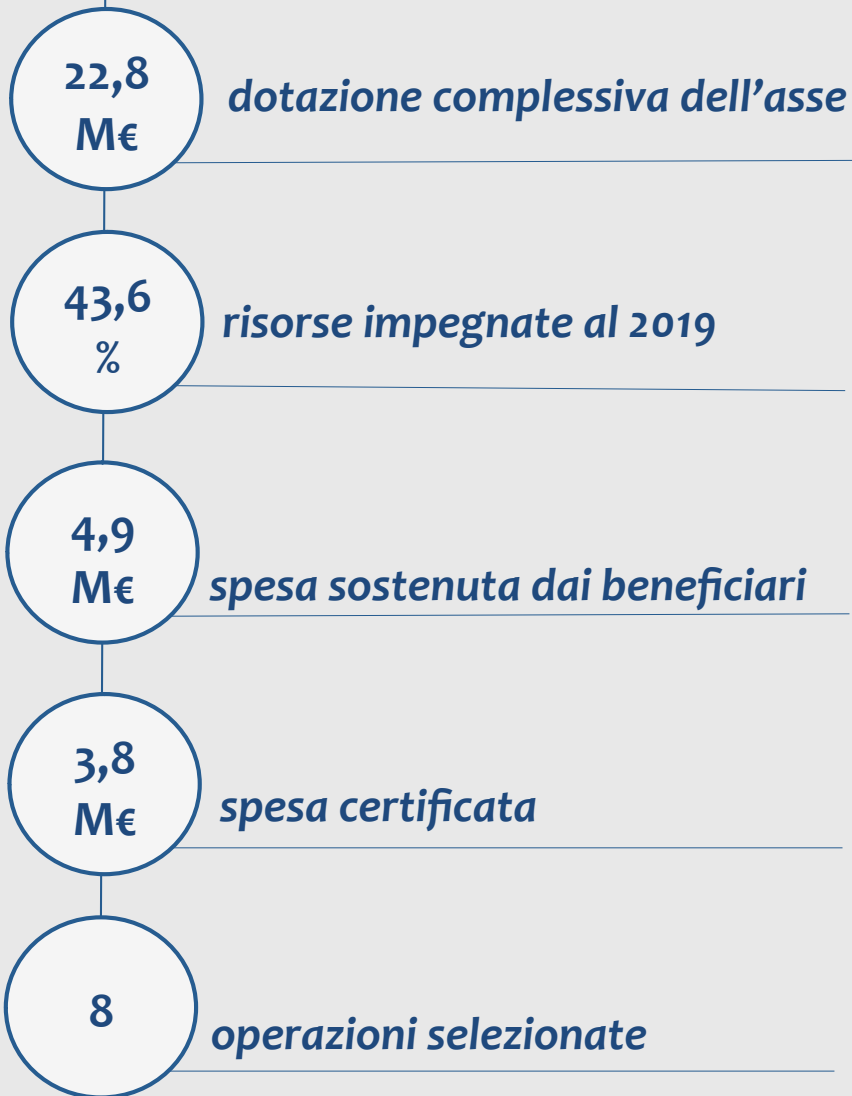 22,8
M€
dotazione complessiva dell’asse
43,6
%
risorse impegnate al 2019
4,9
M€
spesa sostenuta dai beneficiari
3,8
M€
spesa certificata
8
operazioni selezionate